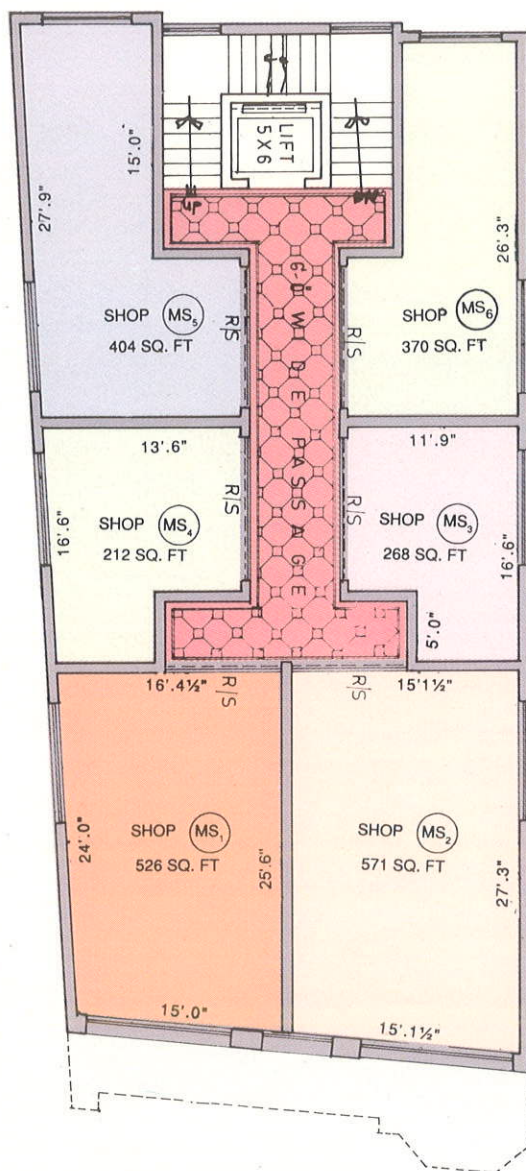 UP
DN
LIFT
5 X 6
15'.0"
27'.9"
SHOP MS5
404 SQ. FT
R/S
26'.3"
SHOP MS6
370 SQ. FT
R/S
6'-0" WIDE PASSAGE
13'.6"
16'.6"
SHOP MS4
212 SQ. FT
R/S
11'.9"
SHOP MS3
268 SQ. FT
16'.6"
5'.0"
R/S
16'.4½"
R/S
24'.0"
SHOP MS1
526 SQ. FT
25'.6"
15'.0"
15'1½"
R/S
SHOP MS2
571 SQ. FT
27'.3"
15'.1½"